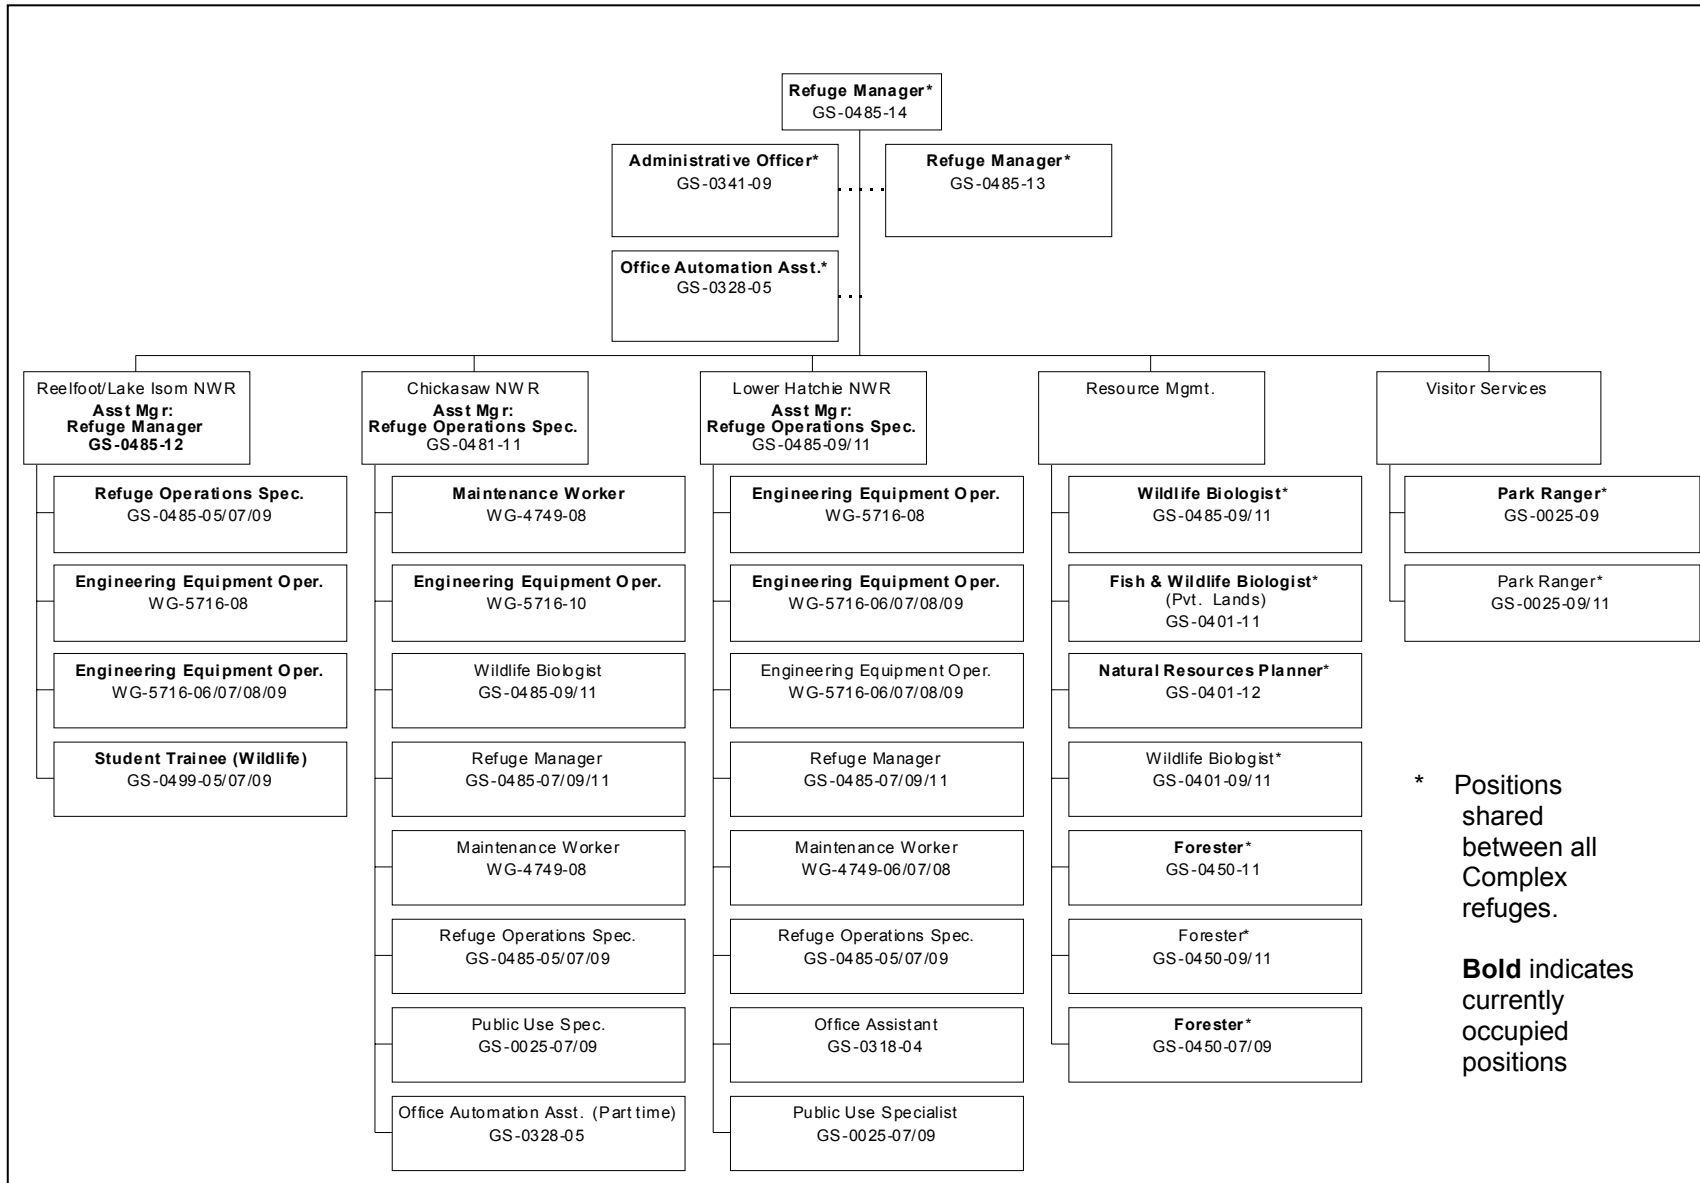 Refuge Manager*
GS-0485-14
Administrative Officer*
GS-0341-09
Refuge Manager*
GS-0485-13
Office Automation Asst.*
GS-0328-05
Reelfoot/Lake Isom NWR
Asst Mgr:
Refuge Manager
GS-0485-12
Refuge Operations Spec.
GS-0485-05/07/09
Engineering Equipment Oper.
WG-5716-08
Engineering Equipment Oper.
WG-5716-06/07/08/09
Student Trainee (Wildlife)
GS-0499-05/07/09
Chickasaw NWR
Asst Mgr:
Refuge Operations Spec.
GS-0481-11
Maintenance Worker
WG-4749-08
Engineering Equipment Oper.
WG-5716-10
Wildlife Biologist
GS-0485-09/11
Refuge Manager
GS-0485-07/09/11
Maintenance Worker
WG-4749-08
Refuge Operations Spec.
GS-0485-05/07/09
Public Use Spec.
GS-0025-07/09
Office Automation Asst. (Part time)
GS-0328-05
Lower Hatchie NWR
Asst Mgr:
Refuge Operations Spec.
GS-0485-09/11
Engineering Equipment Oper.
WG-5716-08
Engineering Equipment Oper.
WG-5716-06/07/08/09
Engineering Equipment Oper.
WG-5716-06/07/08/09
Refuge Manager
GS-0485-07/09/11
Maintenance Worker
WG-4749-06/07/08
Refuge Operations Spec.
GS-0485-05/07/09
Office Assistant
GS-0318-04
Public Use Specialist
GS-0025-07/09
Resource Mgmt.
Wildlife Biologist*
GS-0485-09/11
Fish & Wildlife Biologist*
(Pvt. Lands)
GS-0401-11
Natural Resources Planner*
GS-0401-12
Wildlife Biologist*
GS-0401-09/11
Forester*
GS-0450-11
Forester*
GS-0450-09/11
Forester*
GS-0450-07/09
Visitor Services
Park Ranger*
GS-0025-09
Park Ranger*
GS-0025-09/11
* Positions
shared
between all
Complex
refuges.
Bold indicates
currently
occupied
positions